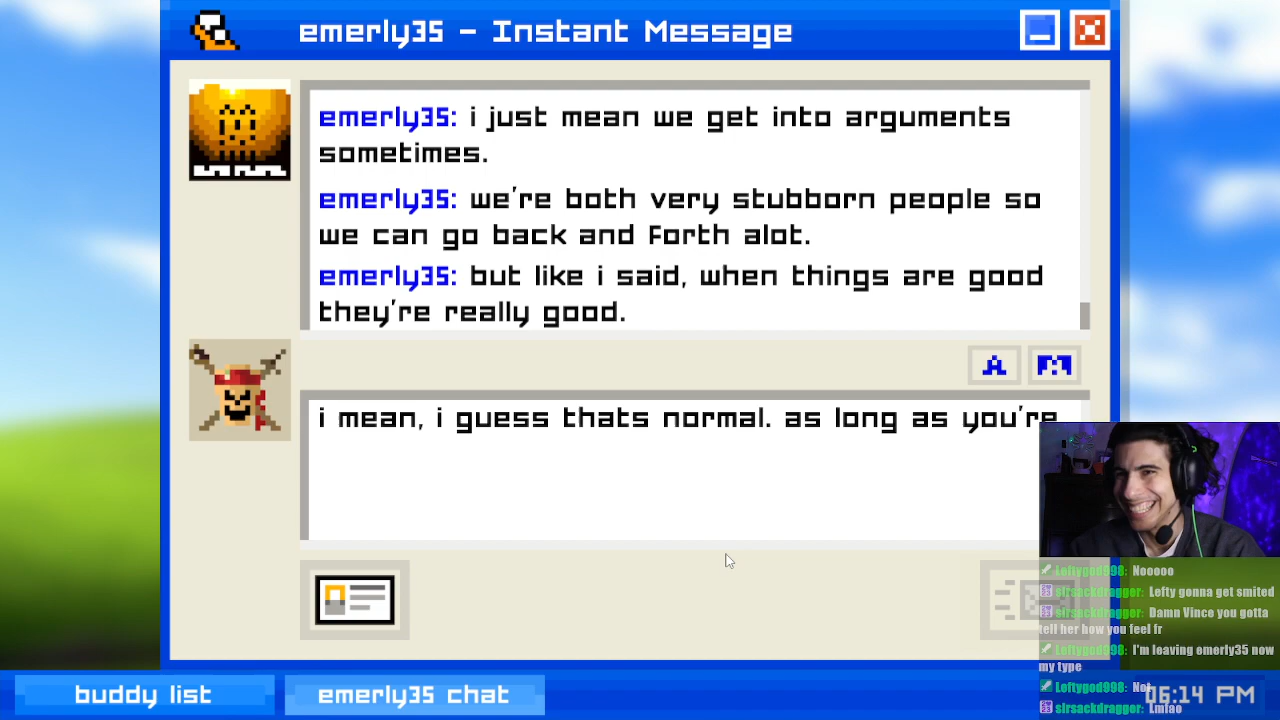 emerly35 - Instant Message
emerly35: i just mean we get into arguments
sometimes.
emerly35: we're both very stubborn people so
we can go back and Forth alot.
emerly35: but like i said, when things are good
they're really good.
A
i mean, i guess thats normal. as long as you're
Loftygod998: Nooooo
sirsackdragger: Lefty gonna get smited
sirsackdragger: Damn Vinco you gotta
tell her how you feel fr
Loftygod998: I'm leaving emerly35 now
my type
Loftygod998: Not
sirsackdragger: Lmfao
buddy list
emerly35 chat
06:14 PM